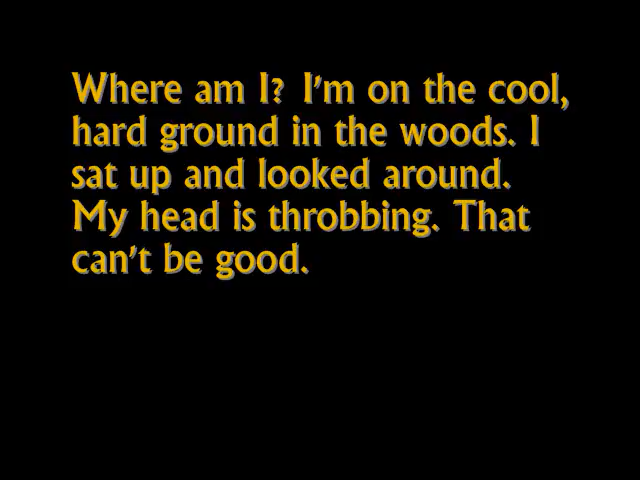 Where am I? I'm on the cool,
hard ground in the woods. I
sat up and looked around.
My head is throbbing. That
can't be good.